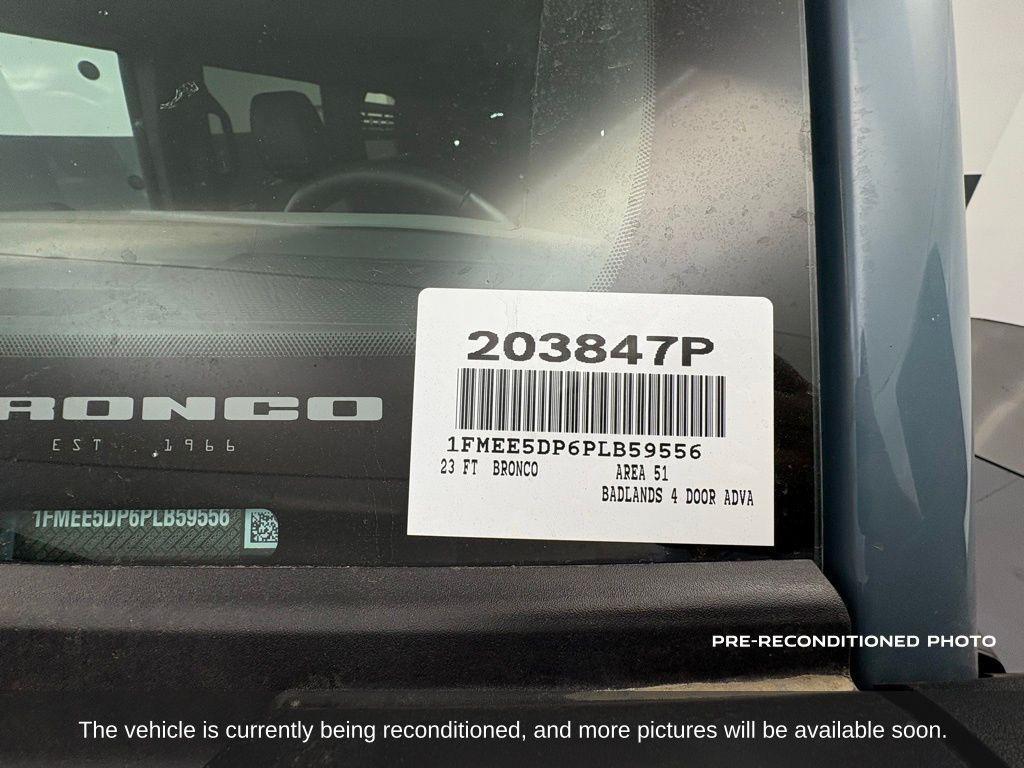 203847P
1FMEE5DP6PLB59556
23 FT BRONCO AREA 51
BADLANDS 4 DOOR ADVA
RONCO
EST 1966
1FMEE5DP6PLB59556
PRE-RECONDITIONED PHOTO
The vehicle is currently being reconditioned, and more pictures will be available soon.